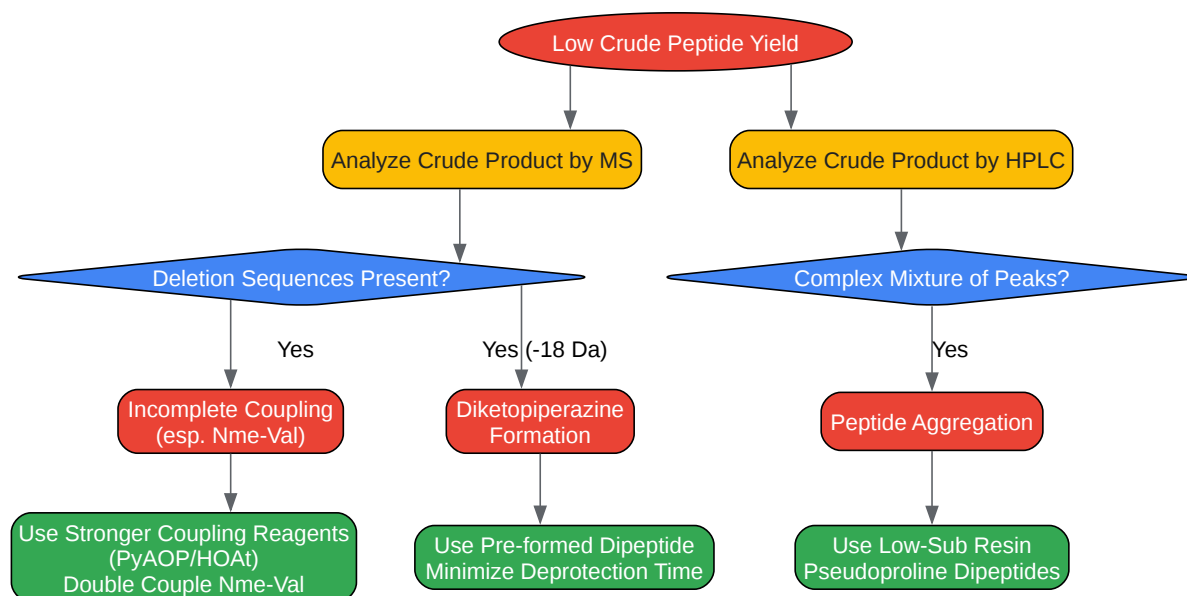 Low Crude Peptide Yield
Analyze Crude Product by MS
Analyze Crude Product by HPLC
Deletion Sequences Present?
Complex Mixture of Peaks?
Yes
Yes (-18 Da)
Yes
Incomplete Coupling
(esp. Nme-Val)
Diketopiperazine
Formation
Peptide Aggregation
Use Stronger Coupling Reagents
(PyAOP/HOAt)
Double Couple Nme-Val
Use Pre-formed Dipeptide
Minimize Deprotection Time
Use Low-Sub Resin
Pseudoproline Dipeptides